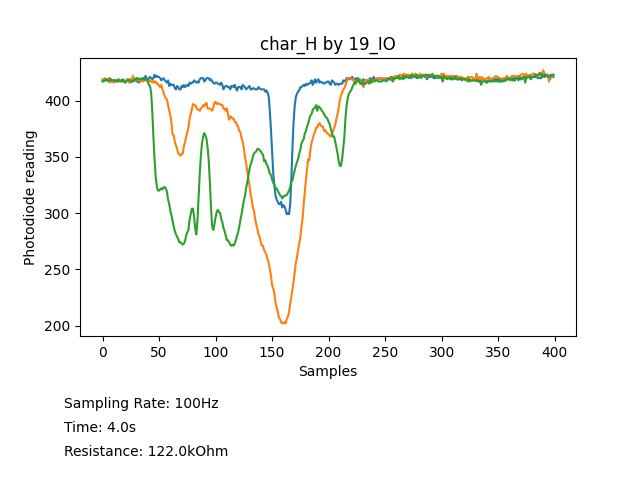 char_H by 19_IO
Photodiode reading
400
350
300
250
200
0 50 100 150 200 250 300 350 400
Samples
Sampling Rate: 100Hz
Time: 4.0s
Resistance: 122.0kOhm